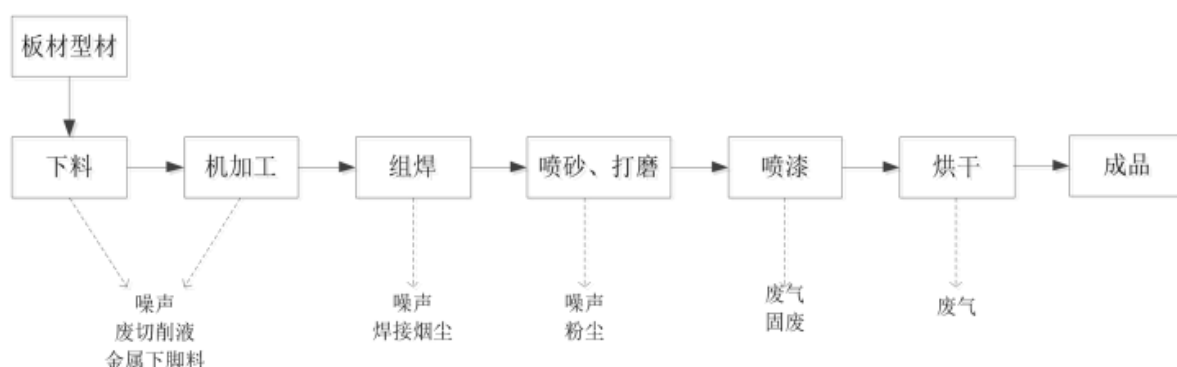 板材型材
下料
机加工
组焊
喷砂、打磨
喷漆
烘干
成品
噪声
废切削液
金属下脚料
噪声
焊接烟尘
噪声
粉尘
废气
固废
废气